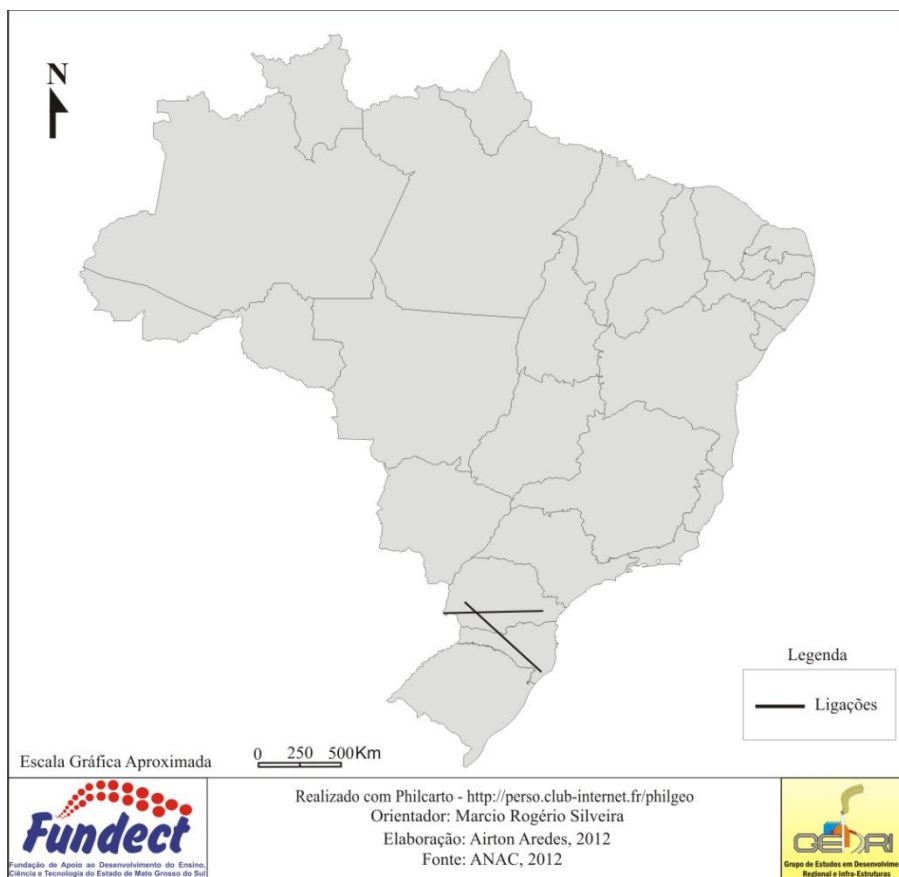 N
Legenda
Ligações
Escala Gráfica Aproximada
0 250 500Km
Fundect
Fundação de Apoio ao Desenvolvimento do Ensino,
Ciência e Tecnologia do Estado de Mato Grosso do Sul
Realizado com Philcarto - http://perso.club-internet.fr/philgeo
Orientador: Marcio Rogério Silveira
Elaboração: Airton Aredes, 2012
Fonte: ANAC, 2012
GEDRI
Grupo de Estudos em Desenvolvime
Regional e Infra-Estruturas